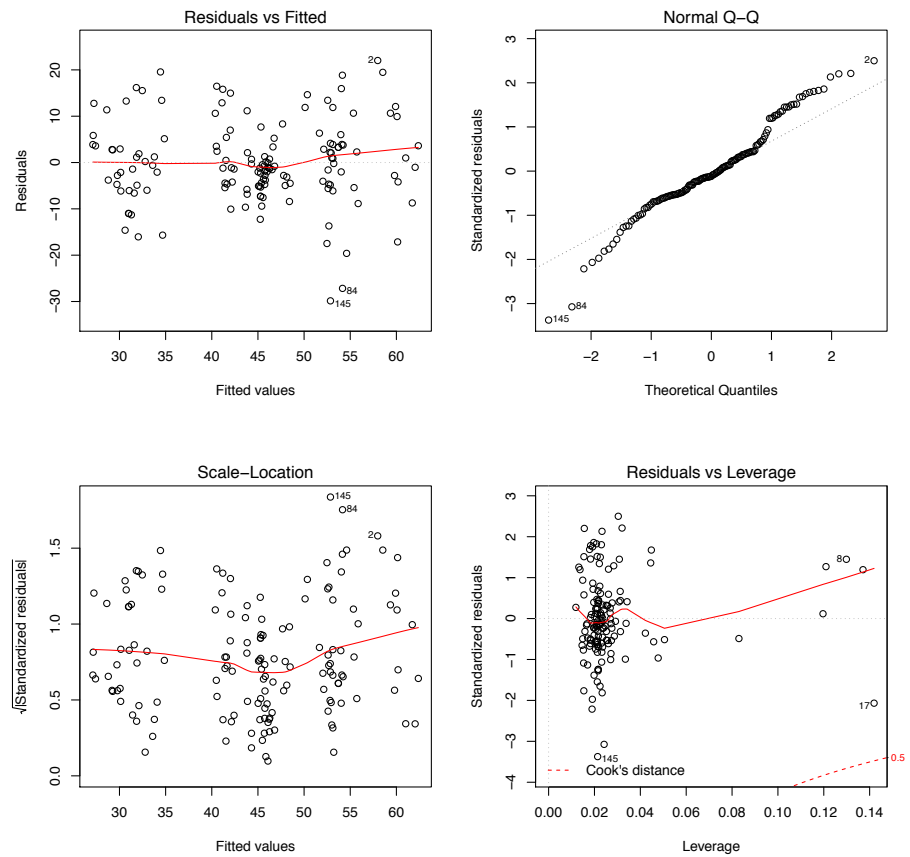 Residuals vs Fitted
Residuals
20
10
0
−10
−20
−30
2
84
145
30 35 40 45 50 55 60
Fitted values
Normal Q−Q
Standardized residuals
3
2
1
0
−1
−2
−3
2
84
145
−2 −1 0 1 2
Theoretical Quantiles
Scale−Location
√|Standardized residuals|
1.5
1.0
0.5
0.0
145
84
2
30 35 40 45 50 55 60
Fitted values
Residuals vs Leverage
Standardized residuals
3
2
1
0
−1
−2
−3
−4
8
17
145
Cook's distance
0.5
0.00 0.02 0.04 0.06 0.08 0.10 0.12 0.14
Leverage